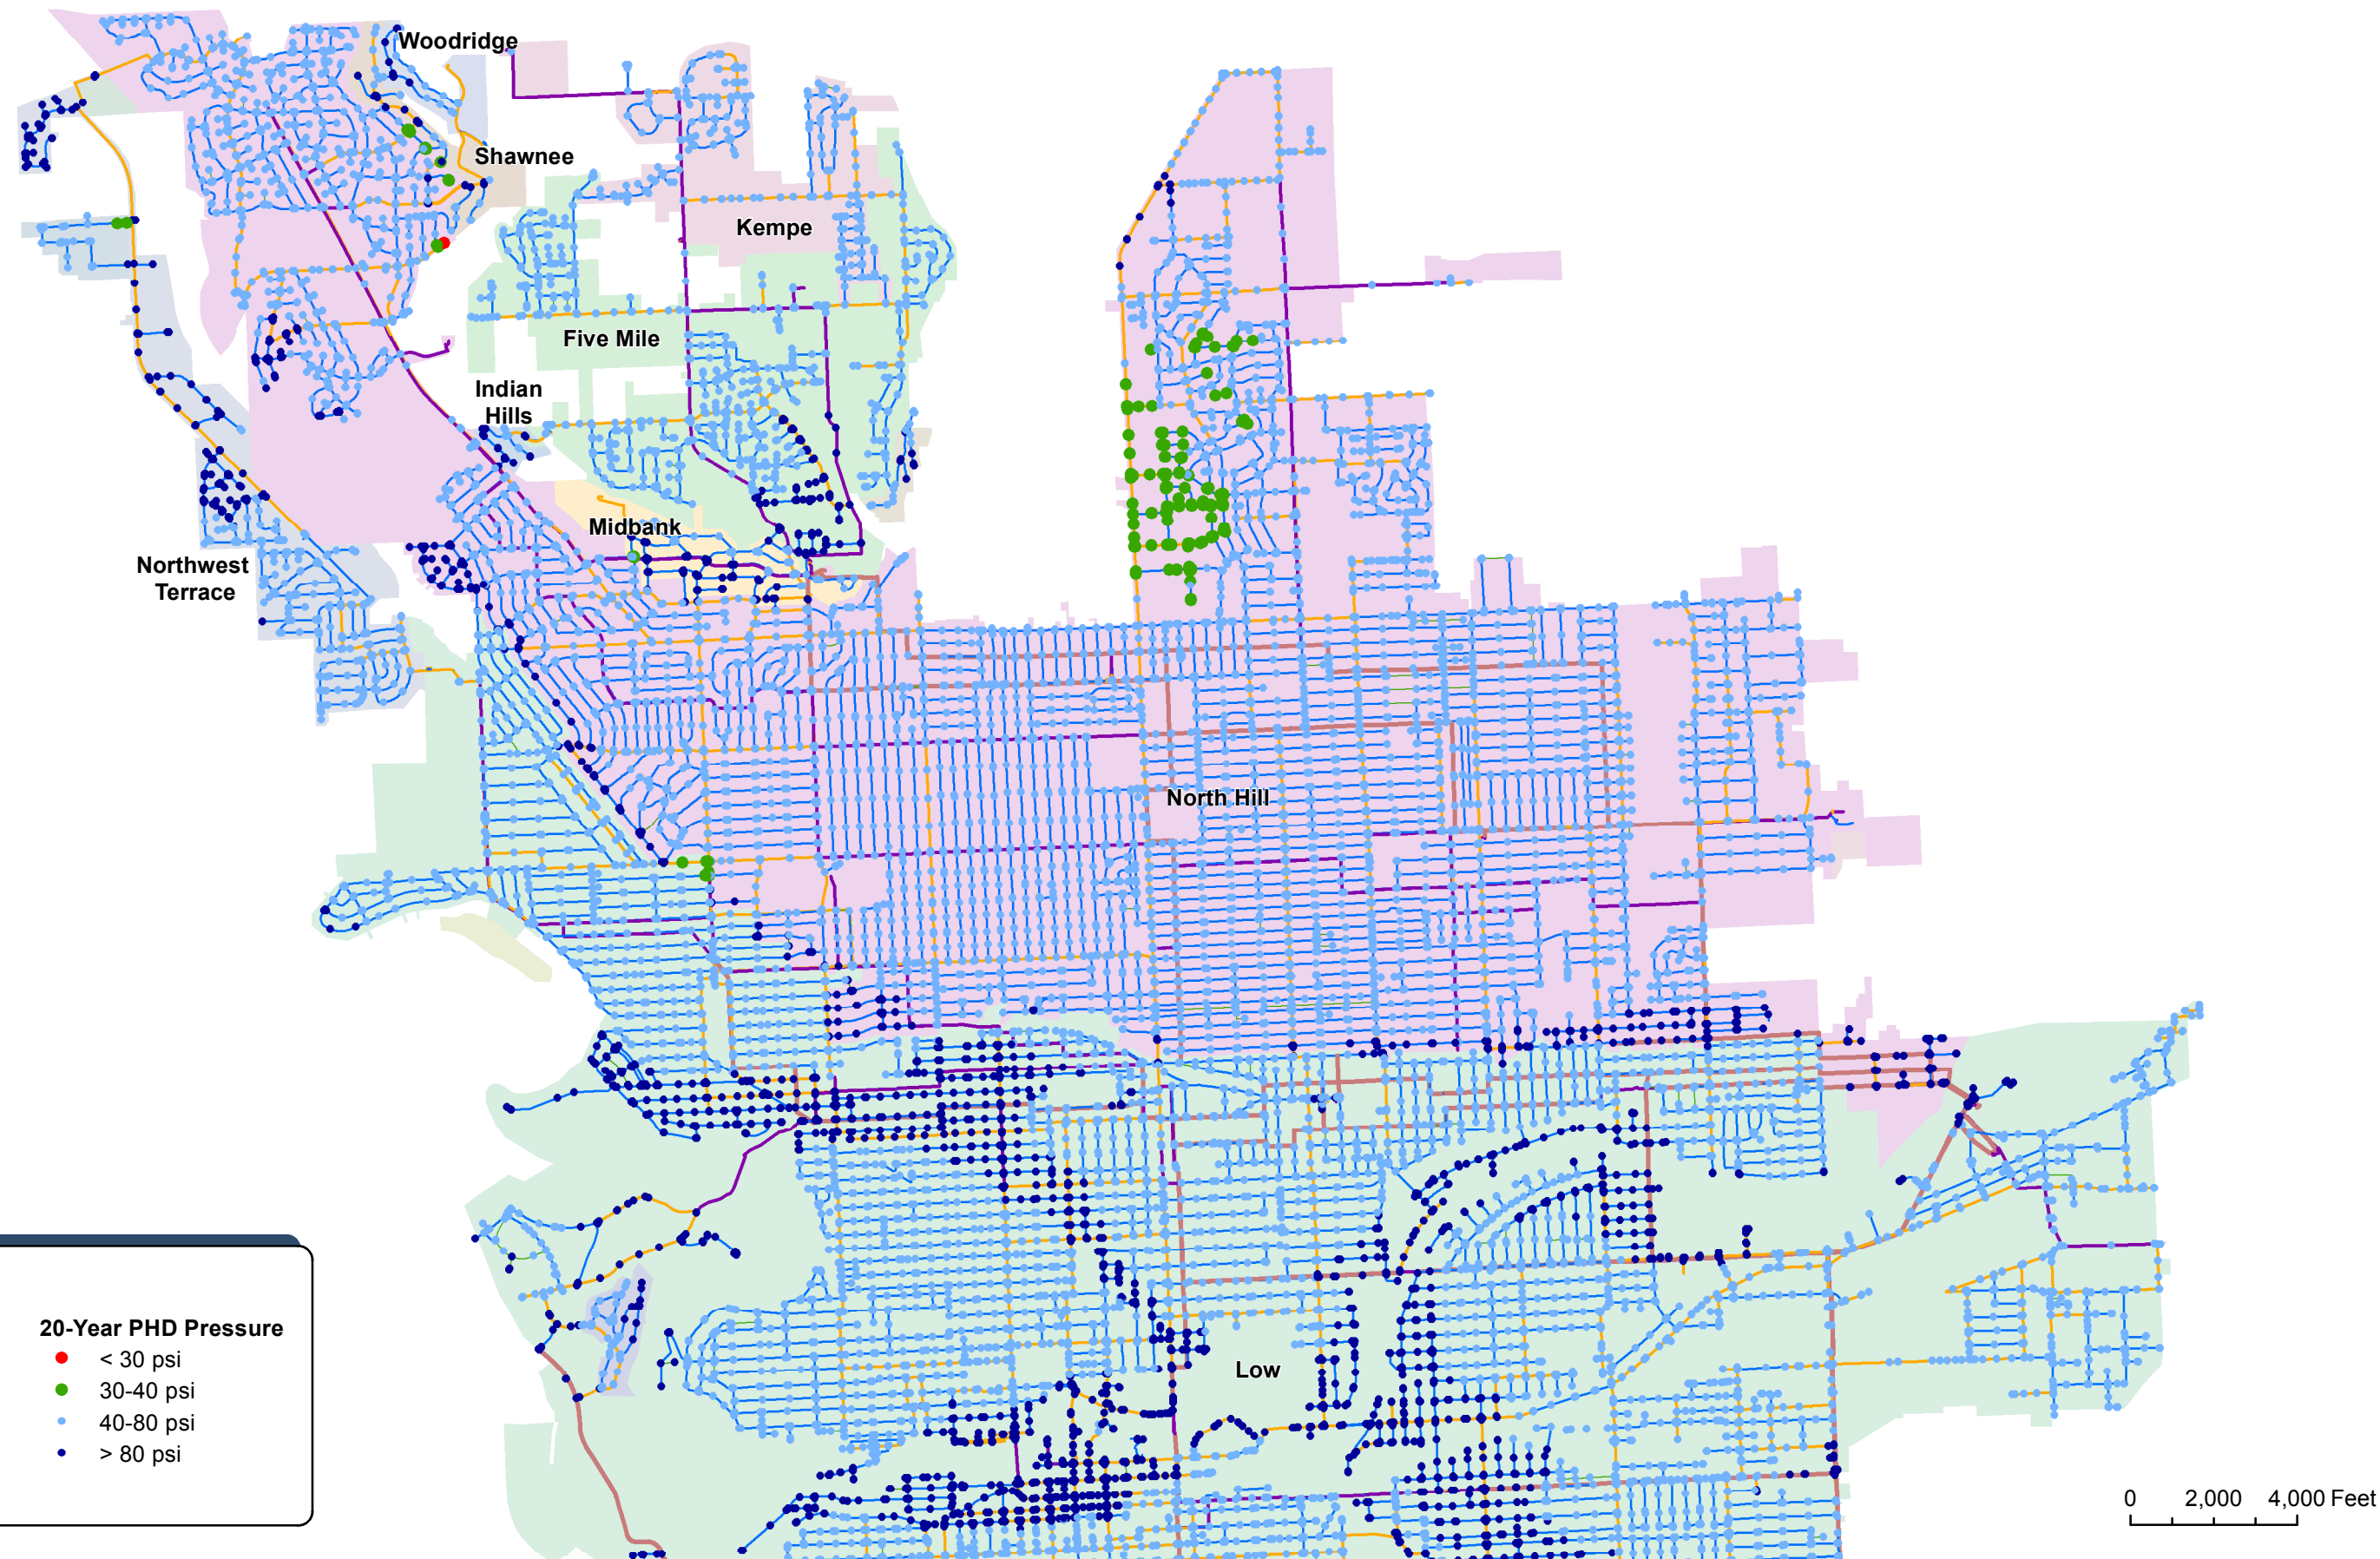 Woodridge
Shawnee
Kempe
Five Mile
Indian
Hills
Midbank
Northwest
Terrace
North Hill
Low
20-Year PHD Pressure
< 30 psi
30-40 psi
40-80 psi
> 80 psi
0 2,000 4,000 Feet